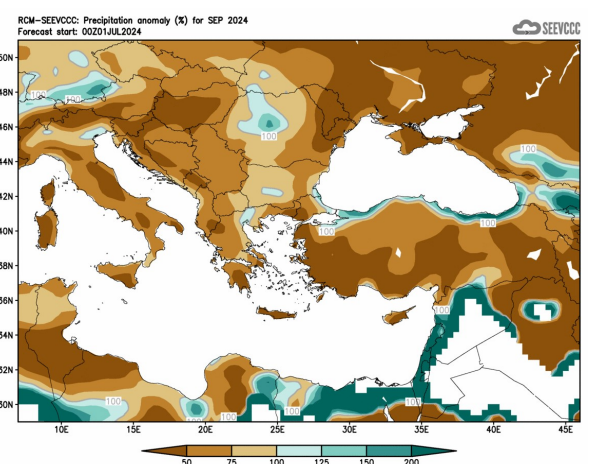 RCM-SEEVCCC: Precipitation anomaly (%) for SEP 2024
Forecast start: 00Z01JUL2024
SEEVCCC
50N
48N
46N
44N
42N
40N
38N
36N
34N
32N
30N
100
100
100
100
100
100
100
100
100
100
100
100
100
10E
15E
20E
25E
30E
35E
40E
45E
50
75
100
125
150
200